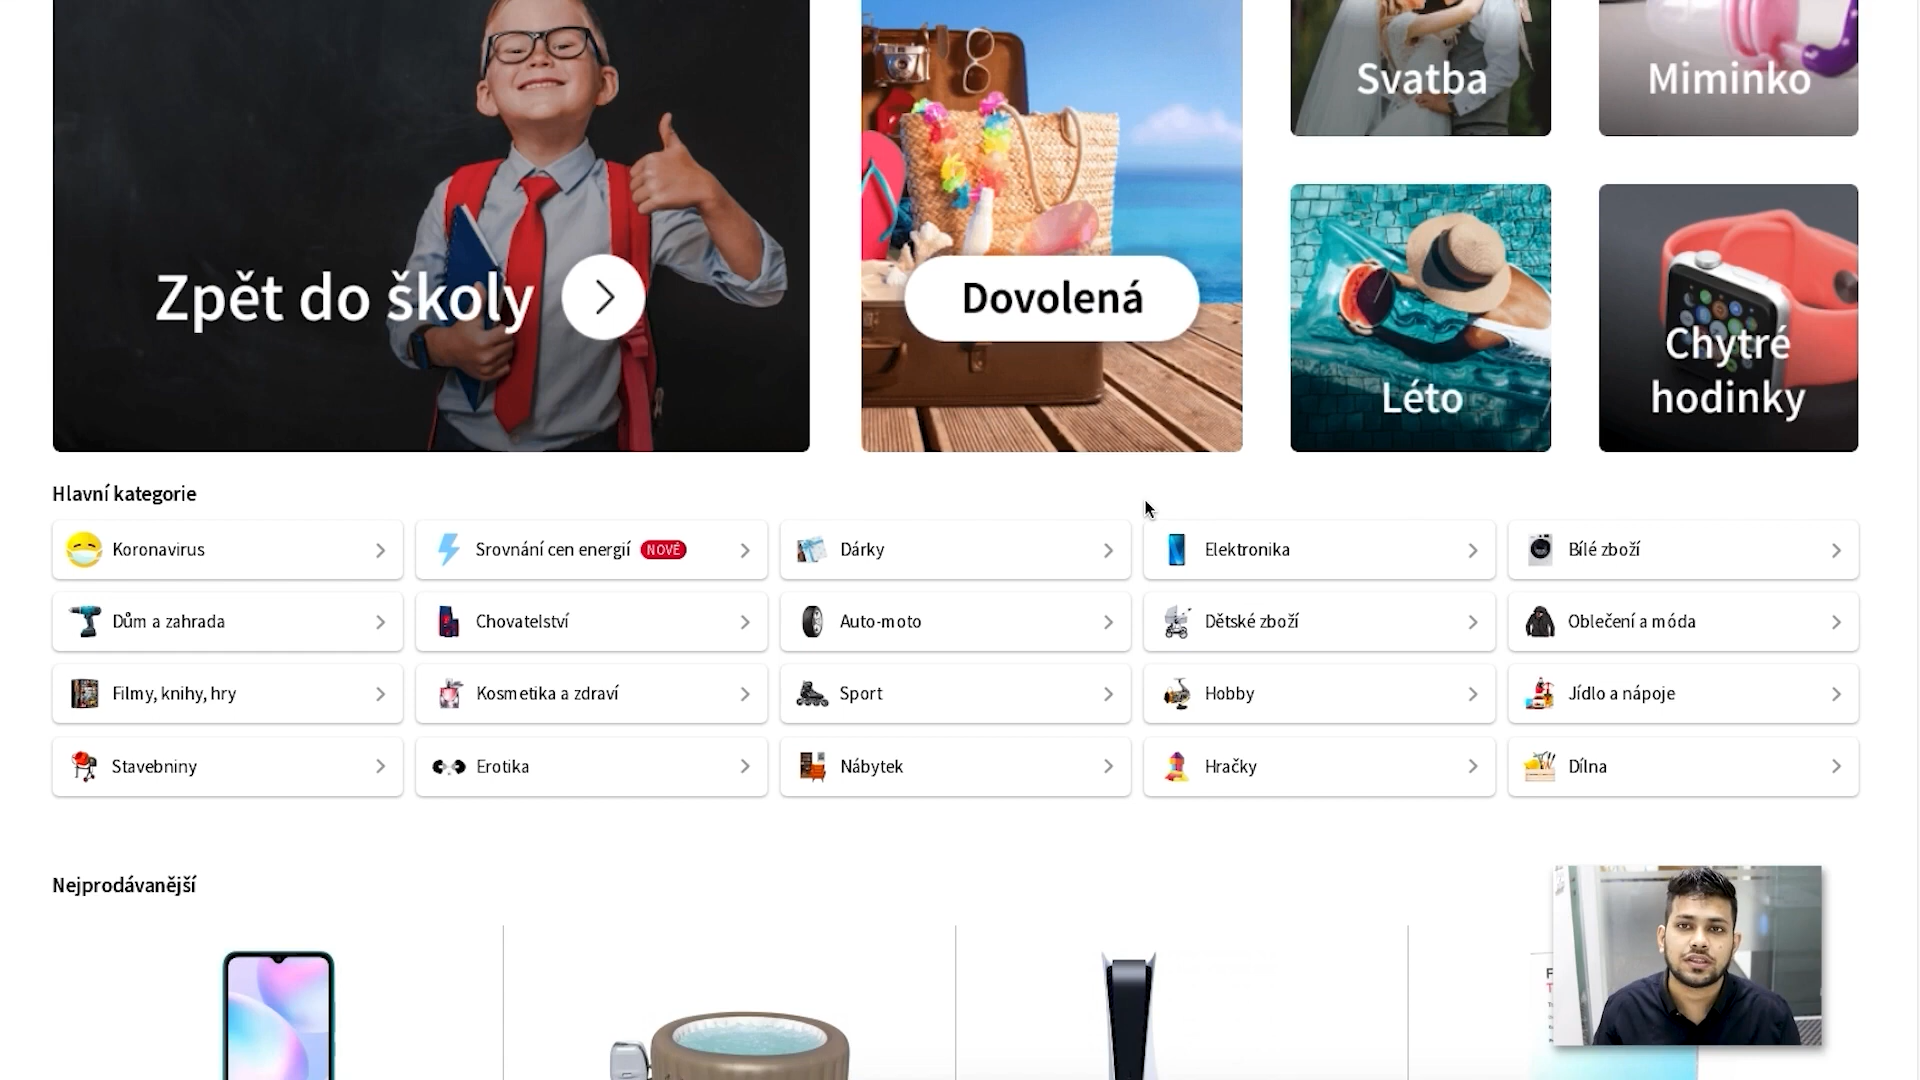 Svatba
Miminko
Zpět do školy
Dovolená
Léto
Chytré
hodinky
Hlavní kategorie
Koronavirus
Srovnání cen energií NOVÉ
Dárky
Elektronika
Bílé zboží
Dům a zahrada
Chovatelství
Auto-moto
Dětské zboží
Oblečení a móda
Filmy, knihy, hry
Kosmetika a zdraví
Sport
Hobby
Jídlo a nápoje
Stavebniny
Erotika
Nábytek
Hračky
Dílna
Nejprodávanější